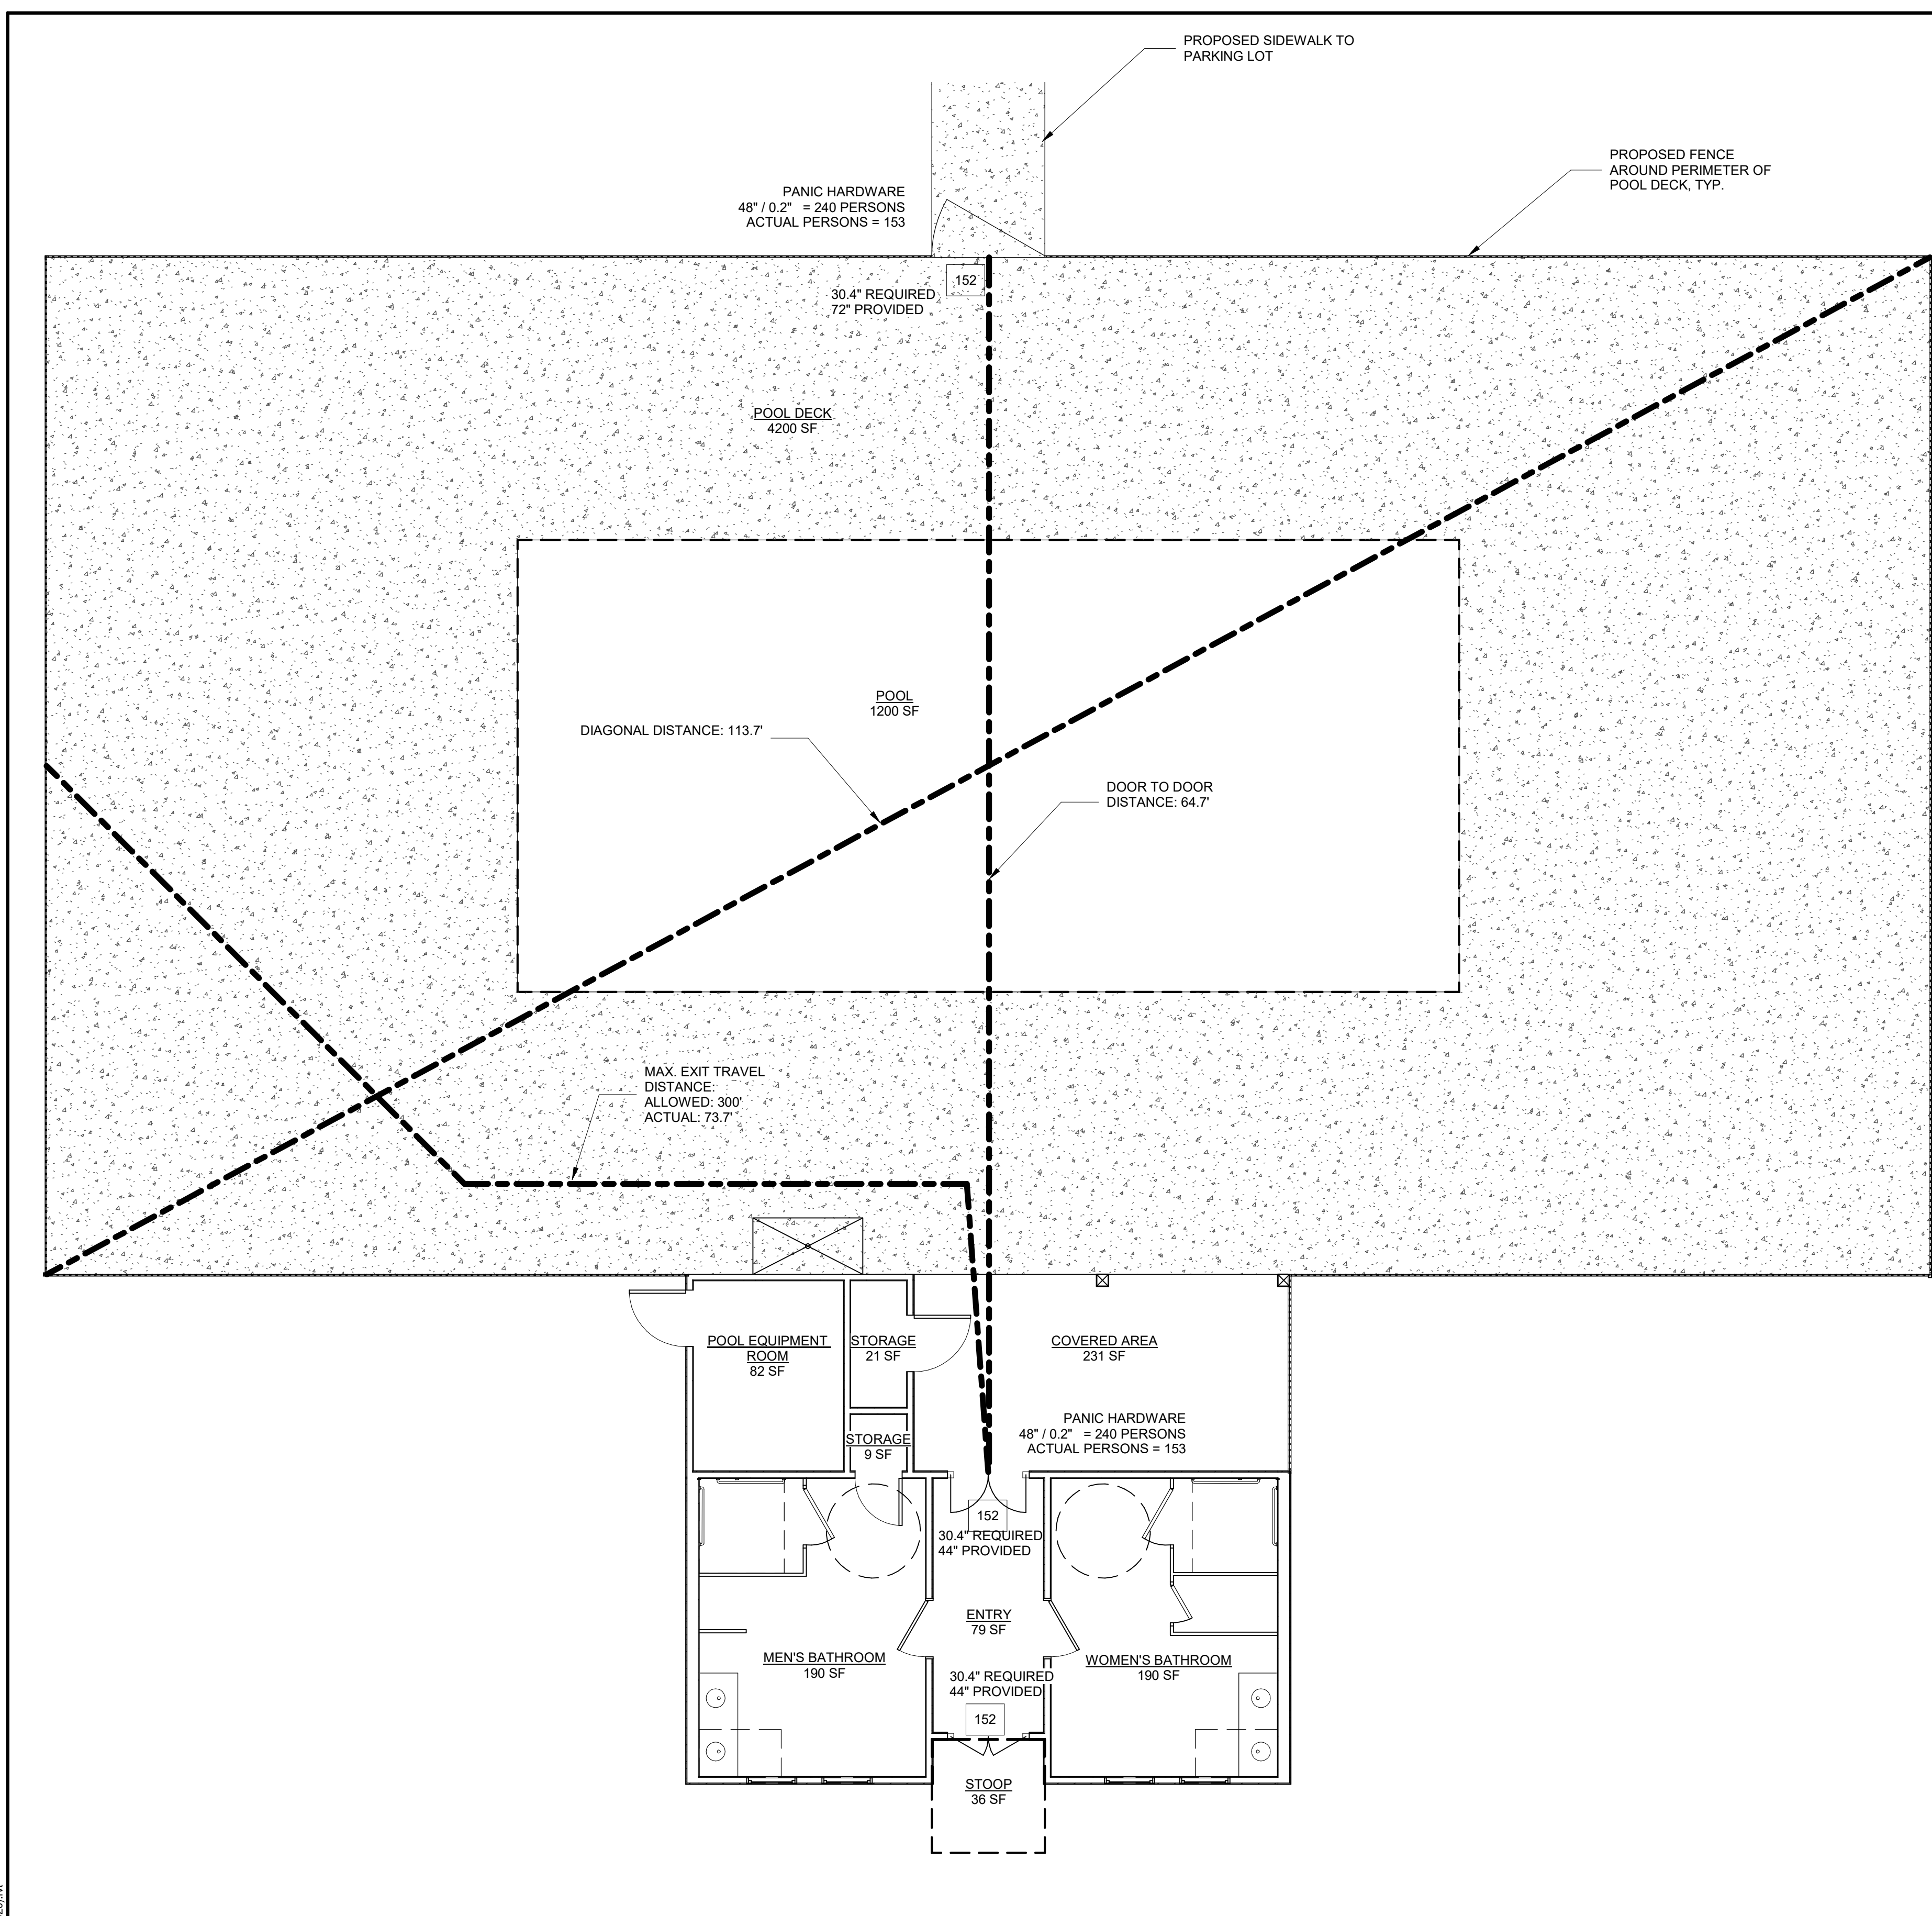 PROPOSED SIDEWALK TO
PARKING LOT
PROPOSED FENCE
AROUND PERIMETER OF
POOL DECK, TYP.
PANIC HARDWARE
48" / 0.2" = 240 PERSONS
ACTUAL PERSONS = 153
152
30.4" REQUIRED
72" PROVIDED
POOL DECK
4200 SF
POOL
1200 SF
DIAGONAL DISTANCE: 113.7'
DOOR TO DOOR
DISTANCE: 64.7'
MAX. EXIT TRAVEL
DISTANCE:
ALLOWED: 300'
ACTUAL: 73.7'
POOL EQUIPMENT
ROOM
82 SF
STORAGE
21 SF
COVERED AREA
231 SF
PANIC HARDWARE
48" / 0.2" = 240 PERSONS
ACTUAL PERSONS = 153
STORAGE
9 SF
152
30.4" REQUIRED
44" PROVIDED
ENTRY
79 SF
MEN'S BATHROOM
190 SF
WOMEN'S BATHROOM
190 SF
30.4" REQUIRED
44" PROVIDED
152
STOOP
36 SF